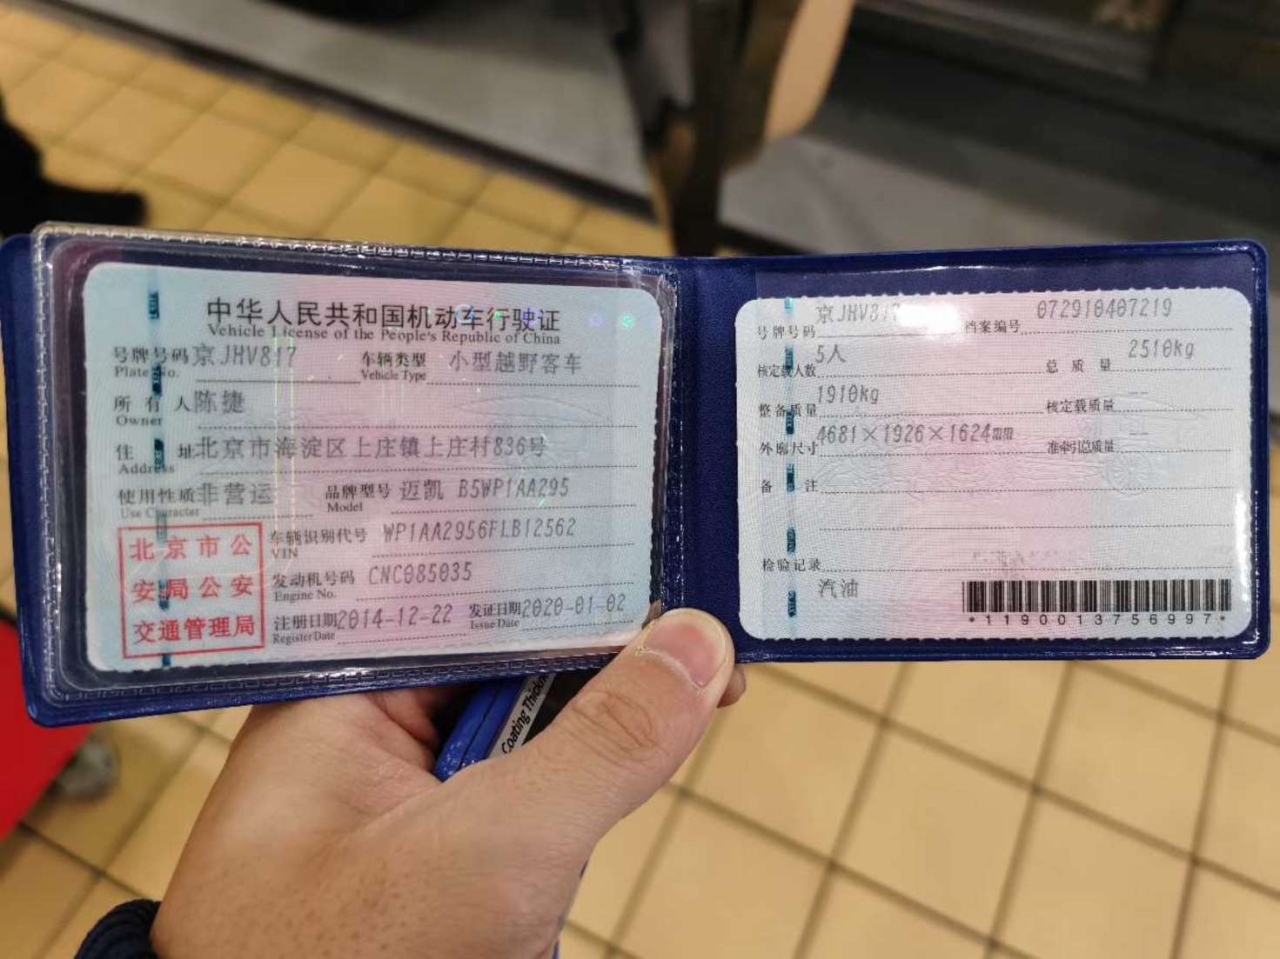 中华人民共和国机动车行驶证
Vehicle License of the People's Republic of China
号牌号码 京JHV817 车辆类型 小型越野客车
Plate No. Vehicle Type
所有人 陈捷
Owner
住址 北京市海淀区上庄镇上庄村836号
Address
使用性质 非营运 品牌型号 迈凯 B5WP1AA295
Use Character Model
北京市公安局公安交通管理局
车辆识别代号 WP1AA2956FLB12562
VIN
发动机号码 CNC085035
Engine No.
注册日期 2014-12-22 发证日期 2020-01-02
Register Date Issue Date
号牌号码 京JHV817 档案编号 072910407219
核定载人数 5人 总质量 2510kg
整备质量 1910kg 核定载质量 --
外廓尺寸 4681×1926×1624 准牵引总质量 --
备注
检验记录
汽油
*1190013756997*
Coating Thickn